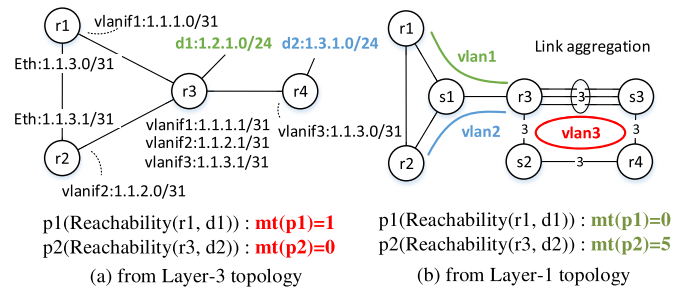 r1
vlanif1:1.1.1.0/31
d1:1.2.1.0/24
d2:1.3.1.0/24
Eth:1.1.3.0/31
r3
r4
Eth:1.1.3.1/31
vlanif1:1.1.1.1/31
vlanif2:1.1.2.1/31
vlanif3:1.1.3.1/31
vlanif3:1.1.3.0/31
r2
vlanif2:1.1.2.0/31
p1(Reachability(r1, d1)) : mt(p1)=1
p2(Reachability(r3, d2)) : mt(p2)=0
(a) from Layer-3 topology
r1
vlan1
Link aggregation
s1
r3
3
s3
vlan2
3
vlan3
3
r2
s2
3
r4
p1(Reachability(r1, d1)) : mt(p1)=0
p2(Reachability(r3, d2)) : mt(p2)=5
(b) from Layer-1 topology